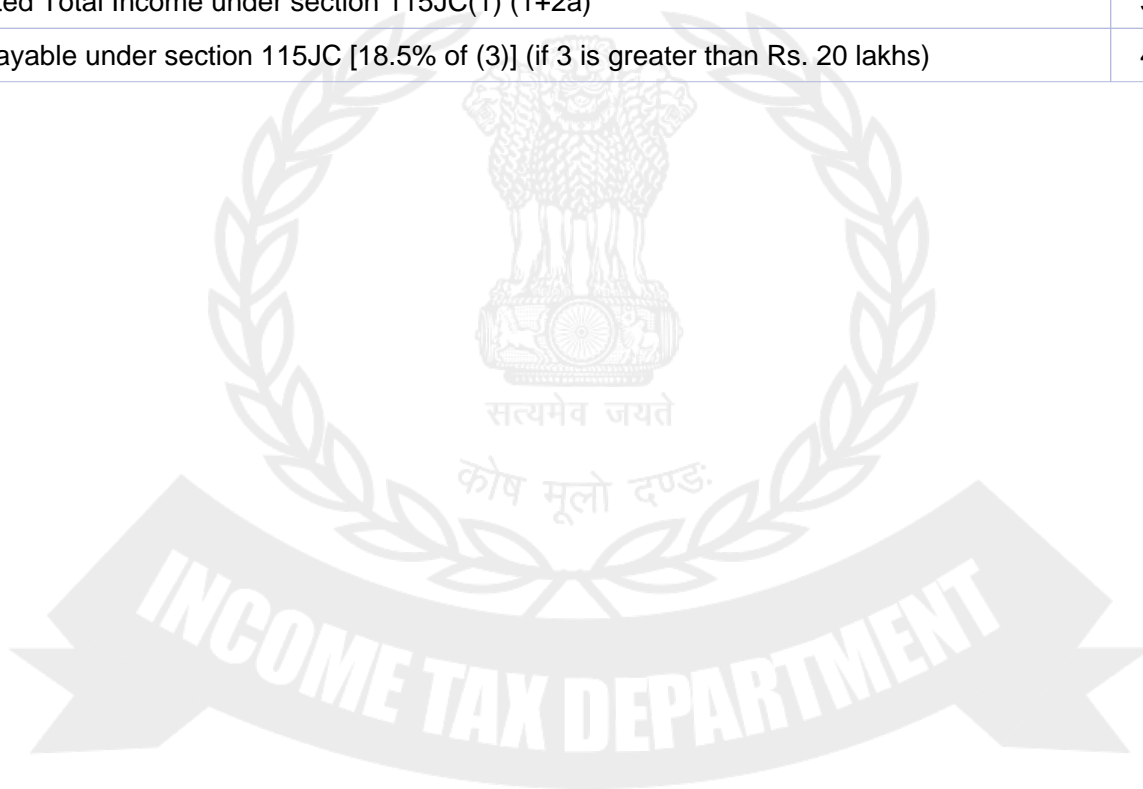 ted Total Income under section 115JC(1) (1+2a)
ayable under section 115JC [18.5% of (3)] (if 3 is greater than Rs. 20 lakhs)
सत्यमेव जयते
कोष मूलो दण्डः
INCOME TAX DEPARTMENT